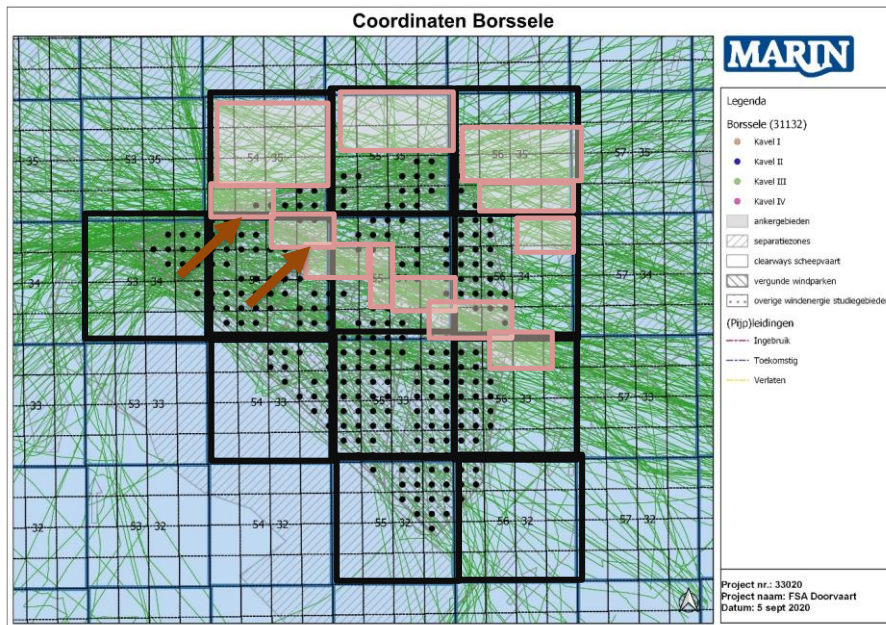 Coordinaten Borssele
MARIN
Legenda
Borssele (31132)
Kavel I
Kavel II
Kavel III
Kavel IV
ankergebieden
separatiezones
clearways scheepvaart
vergunde windparken
overige windenergie studiegebieden
(Pijp)leidingen
Ingebruik
Toekomstig
Verlaten
35
53 35
54 35
55 35
56 35
57 35
34
53 34
55
56 34
57 34
33
53 33
54 33
55 33
56 33
57 33
32
53 32
54 32
55 32
56 32
57 32
Project nr.: 33020
Project naam: FSA Doorvaart
Datum: 5 sept 2020